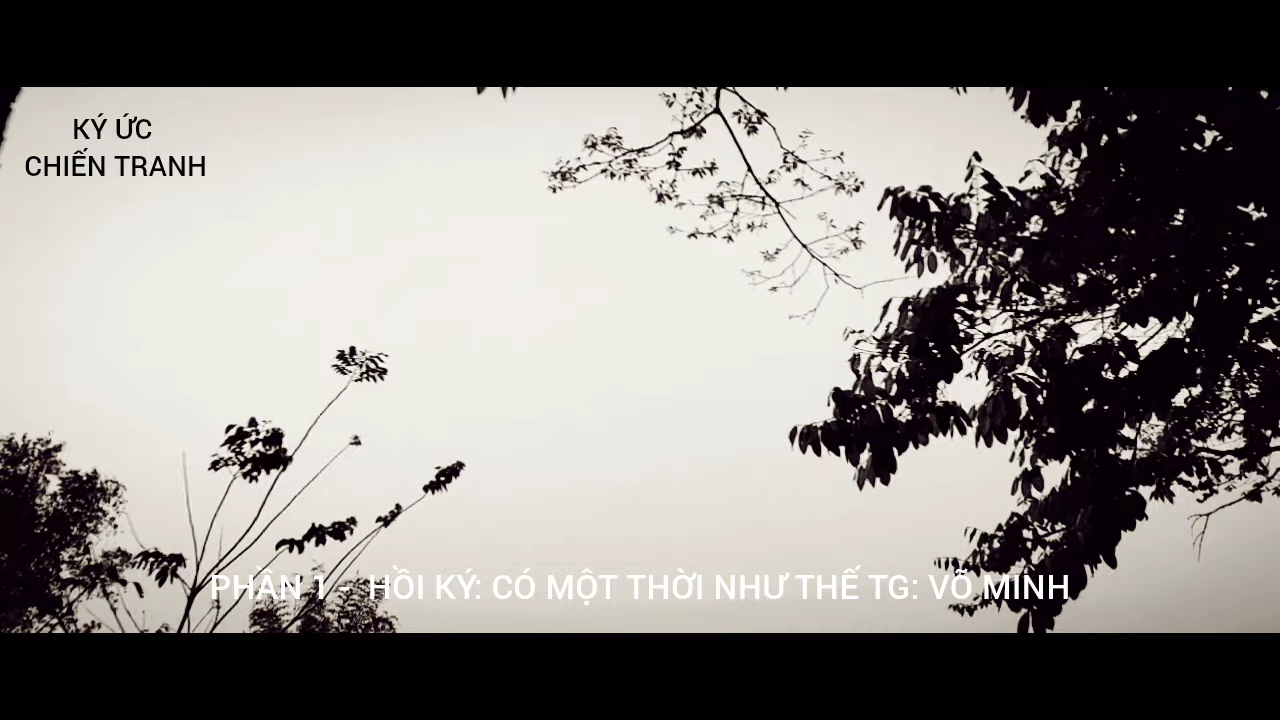 KÝ ỨC
CHIẾN TRANH
PHẦN 1 - HỒI KÝ: CÓ MỘT THỜI NHƯ THẾ TG: VÕ MINH